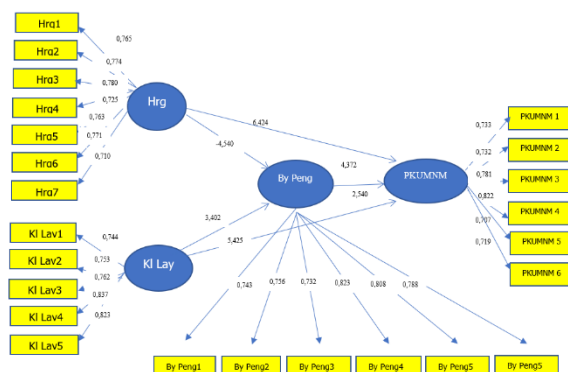 Hrg1
Hrg2
Hrg3
Hrg4
Hrg5
Hrg6
Hrg7
0,765
0,774
0,789
0,725
0,763
0,771
0,710
Hrg
6,424
-4,540
4,372
2,540
By Peng
PKUMNM
0,733
0,732
0,781
0,822
0,707
0,719
PKUMNM 1
PKUMNM 2
PKUMNM 3
PKUMNM 4
PKUMNM 5
PKUMNM 6
Kl Lay1
Kl Lay2
Kl Lay3
Kl Lay4
Kl Lay5
0,744
0,753
0,762
0,837
0,823
Kl Lay
3,402
5,425
0,743
0,756
0,732
0,823
0,808
0,788
By Peng1
By Peng2
By Peng3
By Peng4
By Peng5
By Peng5